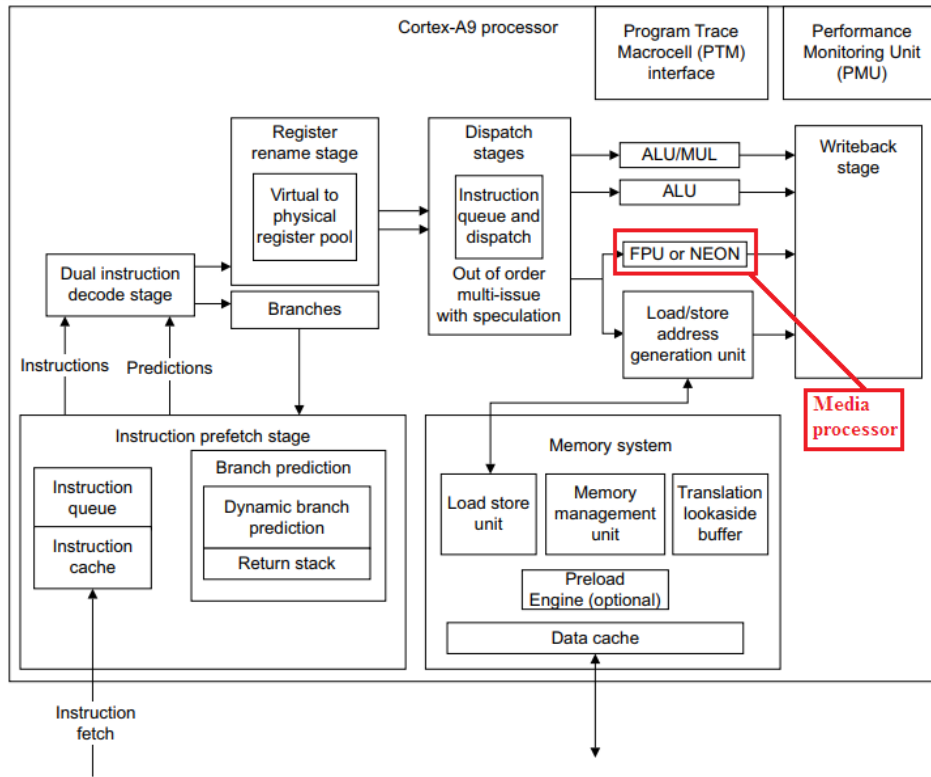 Cortex-A9 processor
Program Trace
Macrocell (PTM)
interface
Performance
Monitoring Unit
(PMU)
Register
rename stage
Virtual to
physical
register pool
Dispatch
stages
Instruction
queue and
dispatch
Out of order
multi-issue
with speculation
ALU/MUL
ALU
FPU or NEON
Load/store
address
generation unit
Writeback
stage
Dual instruction
decode stage
Branches
Instructions
Predictions
Media
processor
Instruction prefetch stage
Instruction
queue
Instruction
cache
Branch prediction
Dynamic branch
prediction
Return stack
Memory system
Load store
unit
Memory
management
unit
Translation
lookaside
buffer
Preload
Engine (optional)
Data cache
Instruction
fetch